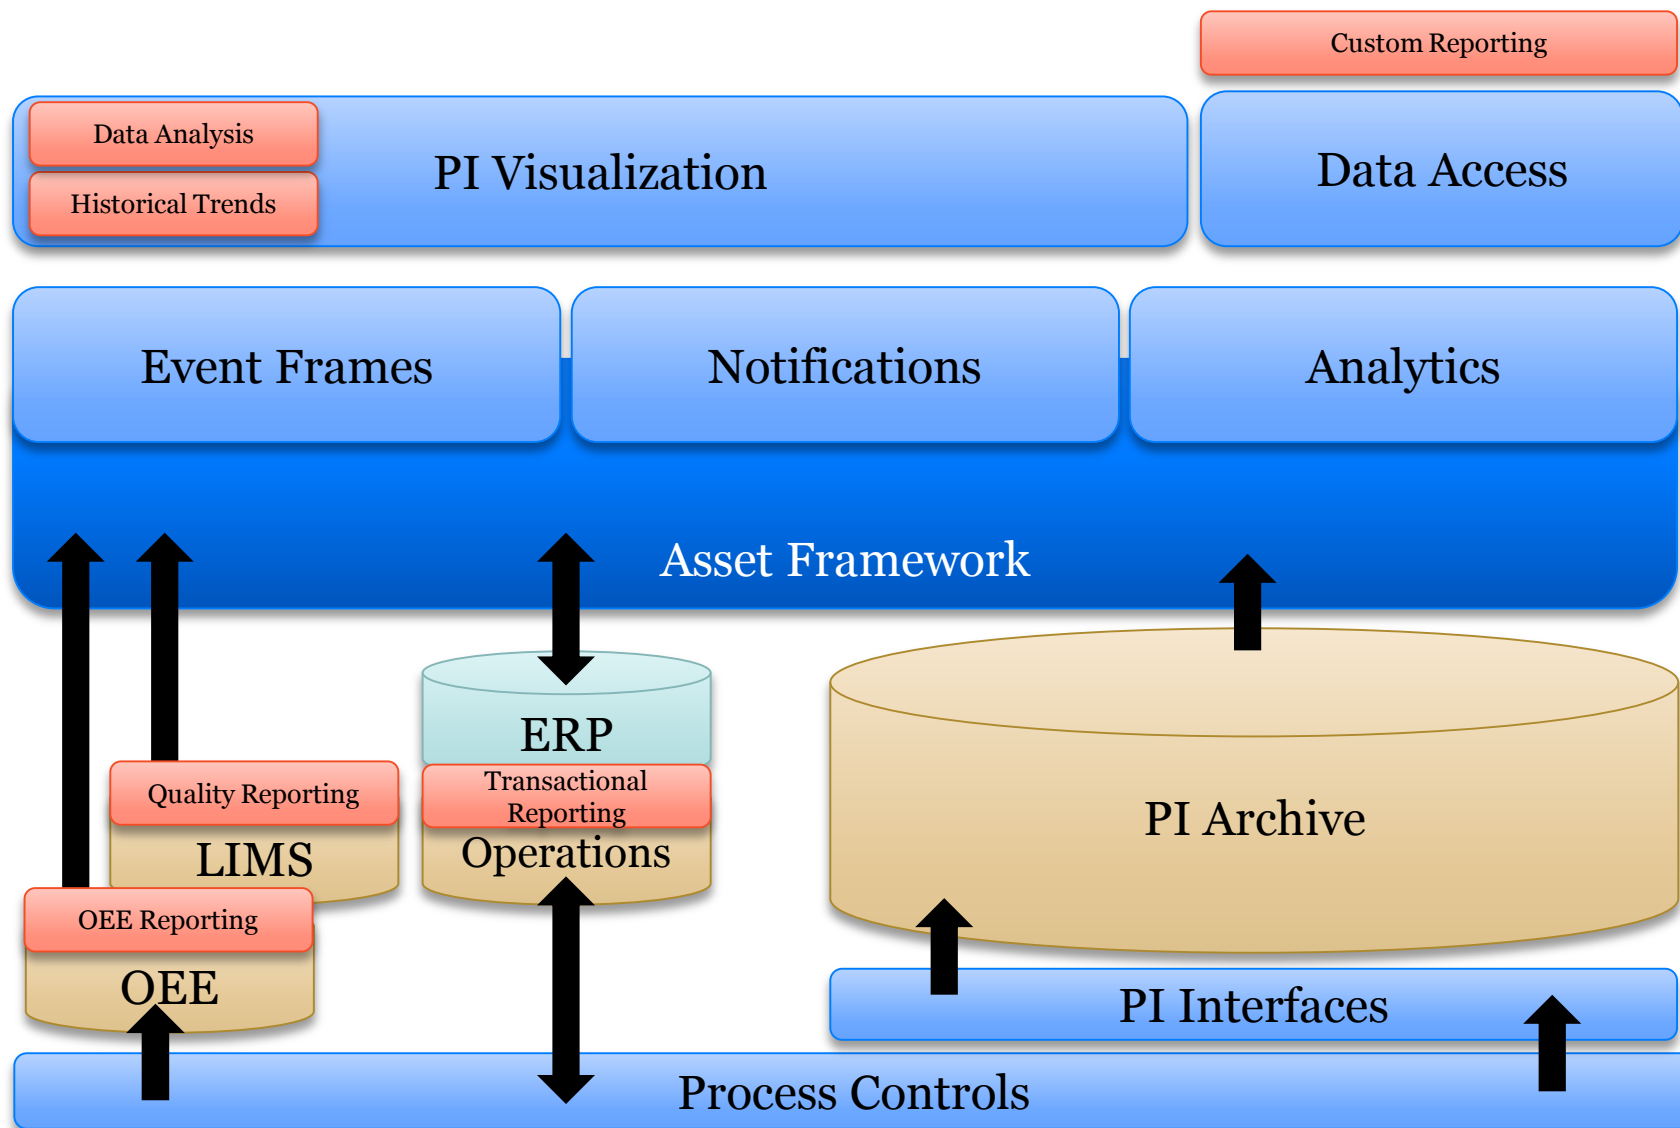 Custom Reporting
Data Analysis
PI Visualization
Data Access
Historical Trends
Event Frames
Notifications
Analytics
Asset Framework
ERP
Quality Reporting
Transactional
Reporting
PI Archive
LIMS
Operations
OEE Reporting
OEE
PI Interfaces
Process Controls